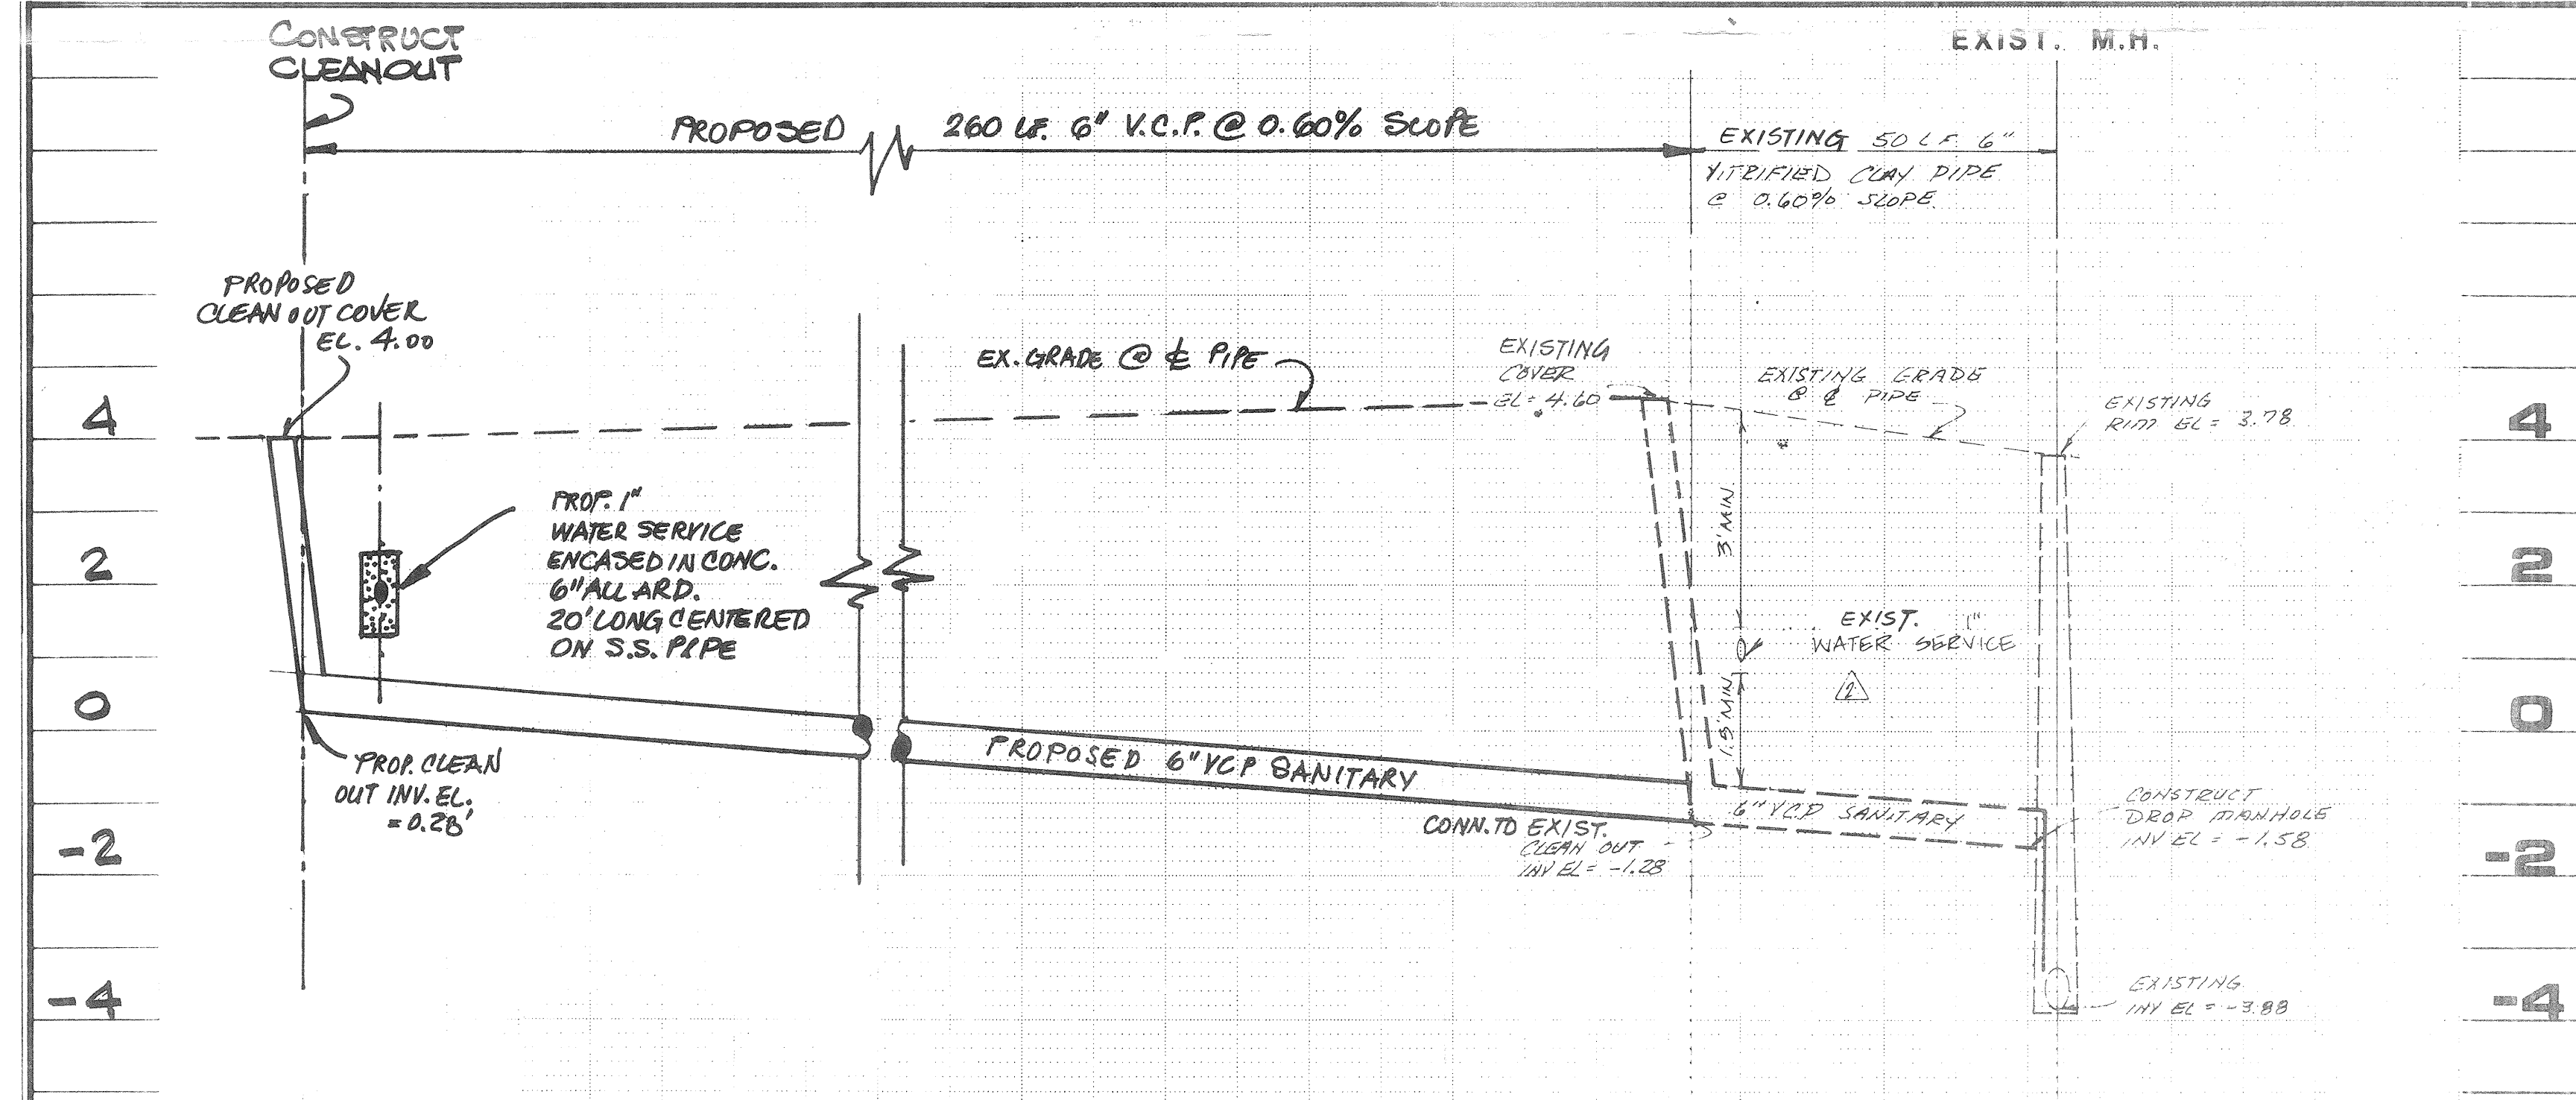 CONSTRUCT
CLEANOUT
EXIST. M.H.
PROPOSED 260 LF. 6" V.C.P. @ 0.60% SLOPE
EXISTING 50 LF 6"
VITRIFIED CLAY PIPE
@ 0.60% SLOPE
PROPOSED
CLEAN OUT COVER
EL. 4.00
EX. GRADE @ ℄ PIPE
EXISTING
COVER
EL= 4.60
EXISTING GRADE
@ ℄ PIPE
EXISTING
RIM EL = 3.78
4
4
PROP. 1"
WATER SERVICE
ENCASED IN CONC.
6" ALL ARD.
20' LONG CENTERED
ON S.S. PIPE
3' MIN
2
2
EXIST. 1"
WATER SERVICE
2
1.5' MIN
0
0
PROP. CLEAN
OUT INV. EL.
= 0.28'
PROPOSED 6" VCP SANITARY
CONN. TO EXIST.
CLEAN OUT
INV EL= -1.28
6" VCP SANITARY
CONSTRUCT
DROP MANHOLE
INV EL = -1.58
-2
-2
EXISTING
INV EL = -3.88
-4
-4